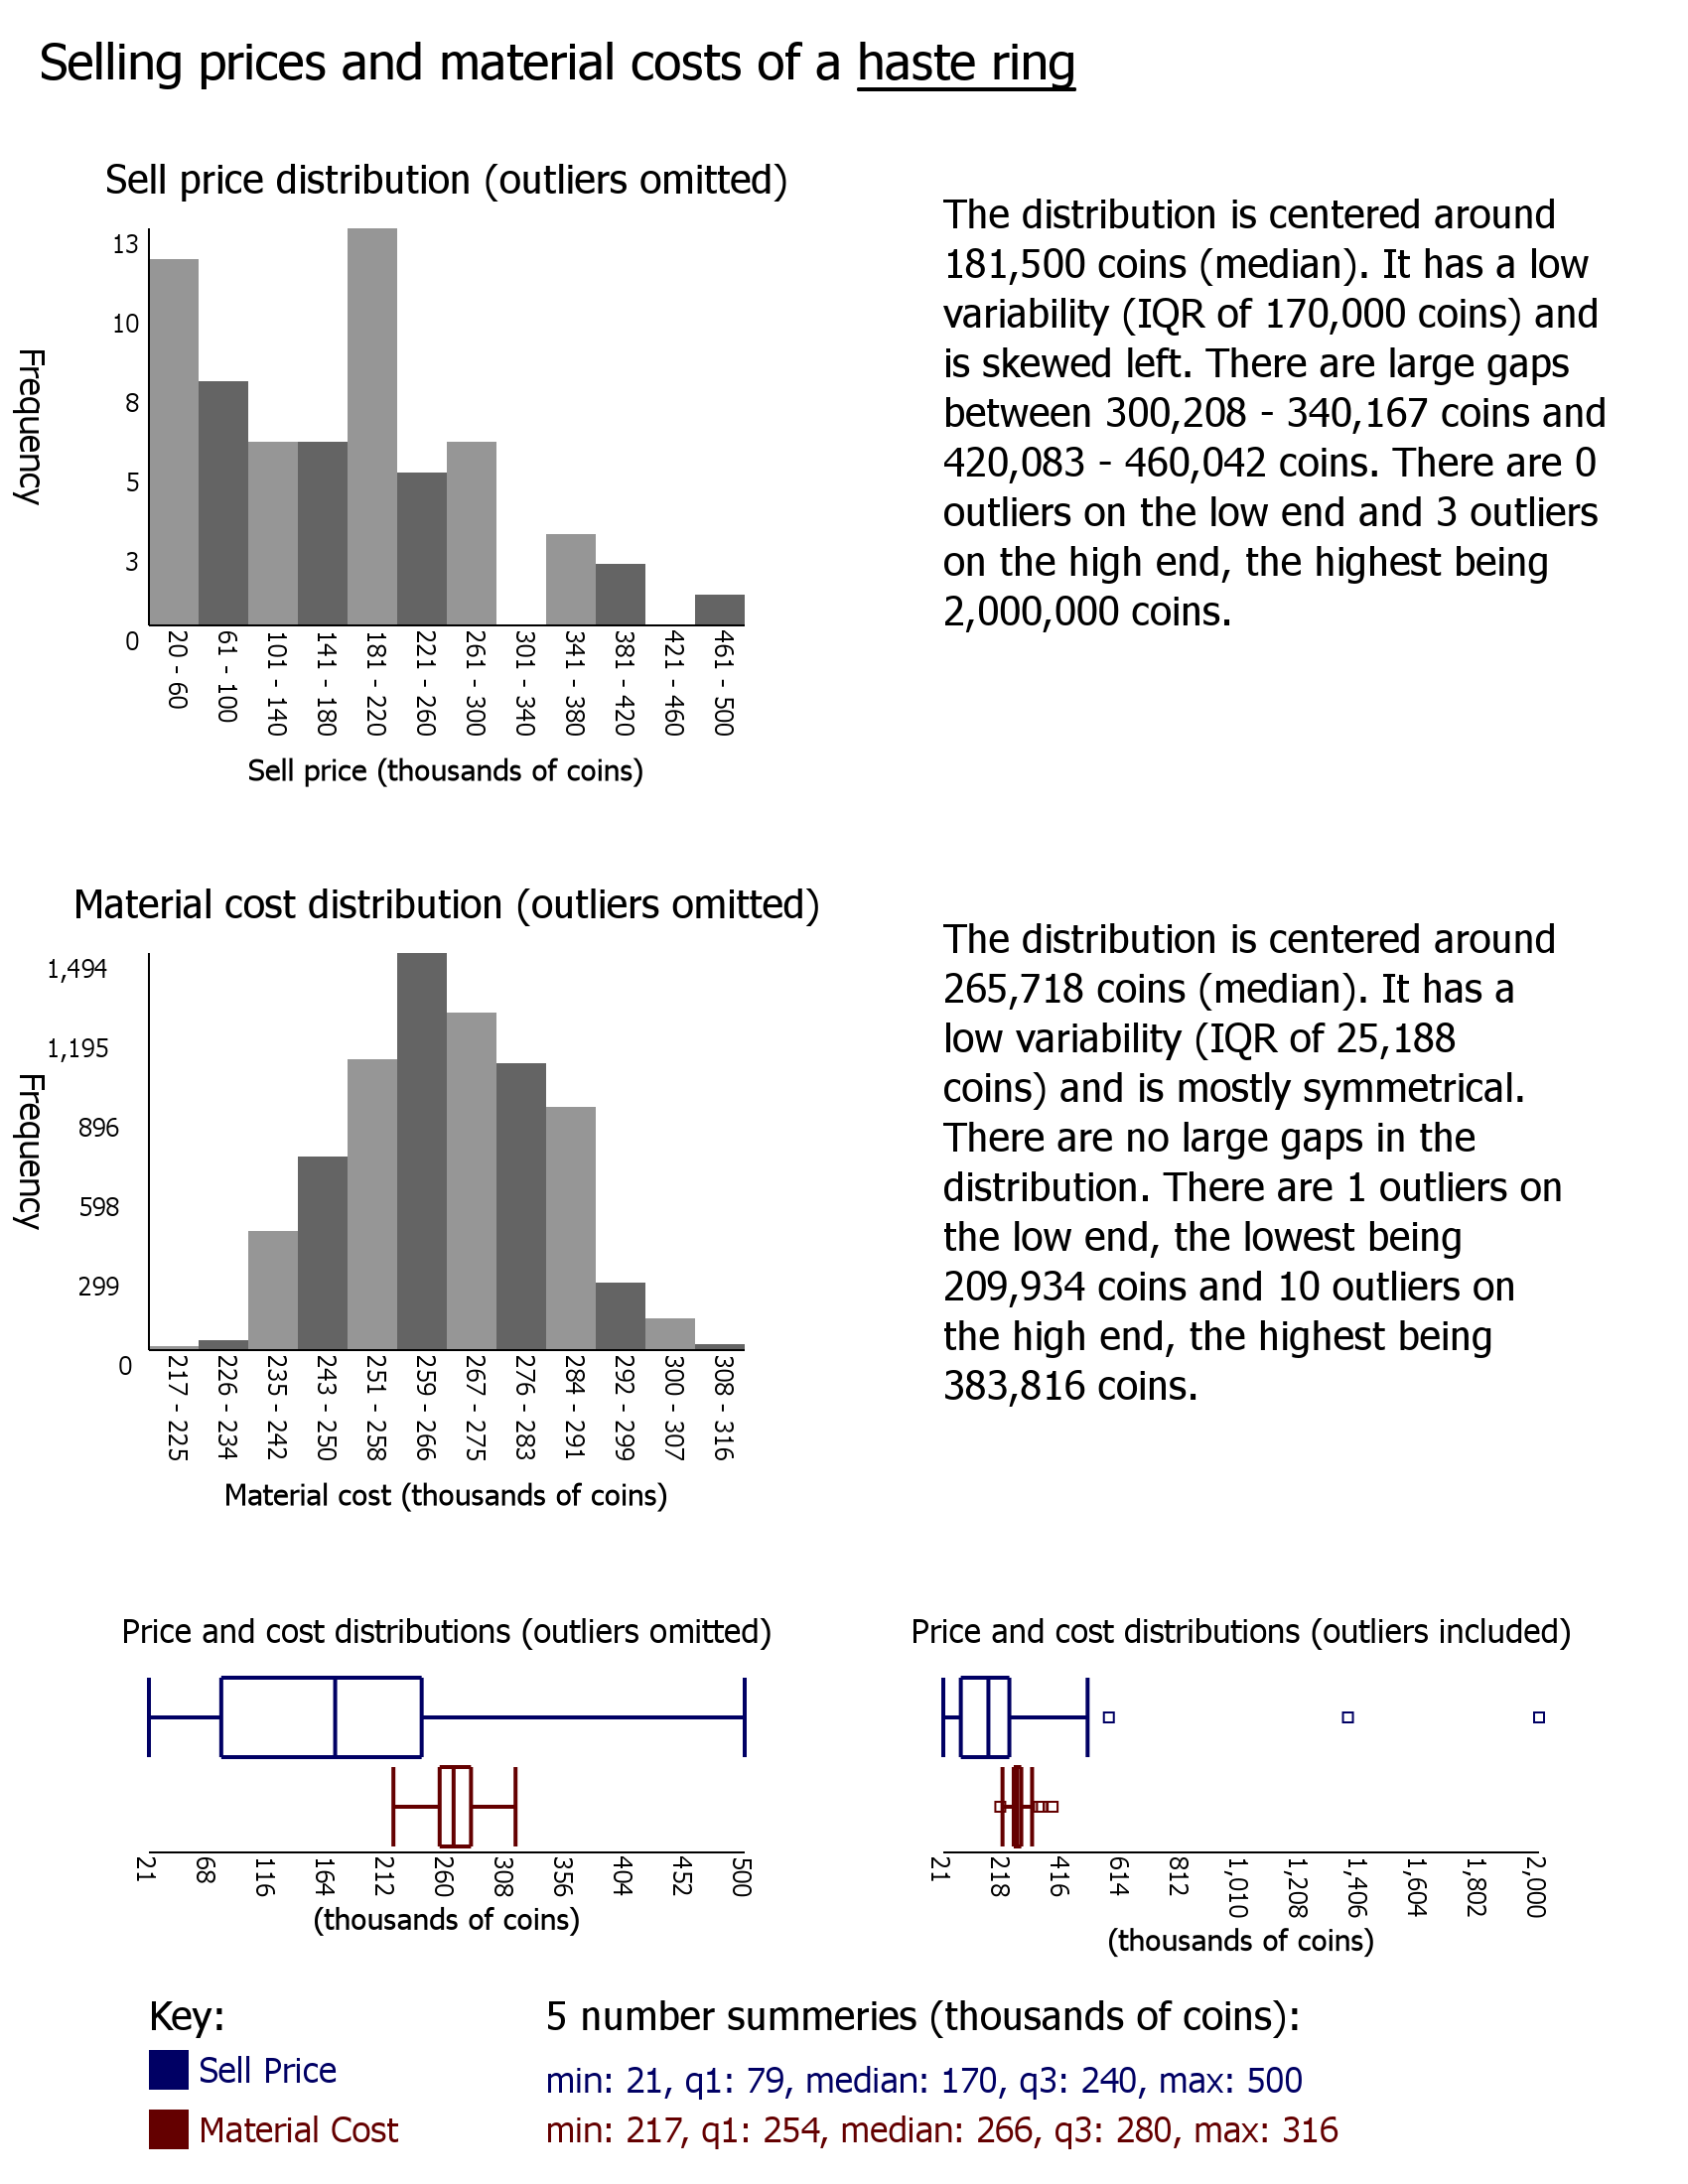 Selling prices and material costs of a haste ring
Sell price distribution (outliers omitted)
Frequency
13
10
8
5
3
0
20 - 60
61 - 100
101 - 140
141 - 180
181 - 220
221 - 260
261 - 300
301 - 340
341 - 380
381 - 420
421 - 460
461 - 500
Sell price (thousands of coins)
The distribution is centered around
181,500 coins (median). It has a low
variability (IQR of 170,000 coins) and
is skewed left. There are large gaps
between 300,208 - 340,167 coins and
420,083 - 460,042 coins. There are 0
outliers on the low end and 3 outliers
on the high end, the highest being
2,000,000 coins.
Material cost distribution (outliers omitted)
Frequency
1,494
1,195
896
598
299
0
217 - 225
226 - 234
235 - 242
243 - 250
251 - 258
259 - 266
267 - 275
276 - 283
284 - 291
292 - 299
300 - 307
308 - 316
Material cost (thousands of coins)
The distribution is centered around
265,718 coins (median). It has a
low variability (IQR of 25,188
coins) and is mostly symmetrical.
There are no large gaps in the
distribution. There are 1 outliers on
the low end, the lowest being
209,934 coins and 10 outliers on
the high end, the highest being
383,816 coins.
Price and cost distributions (outliers omitted)
21
68
116
164
212
260
308
356
404
452
500
(thousands of coins)
Price and cost distributions (outliers included)
21
218
416
614
812
1,010
1,208
1,406
1,604
1,802
2,000
(thousands of coins)
Key:
Sell Price
Material Cost
5 number summeries (thousands of coins):
min: 21, q1: 79, median: 170, q3: 240, max: 500
min: 217, q1: 254, median: 266, q3: 280, max: 316